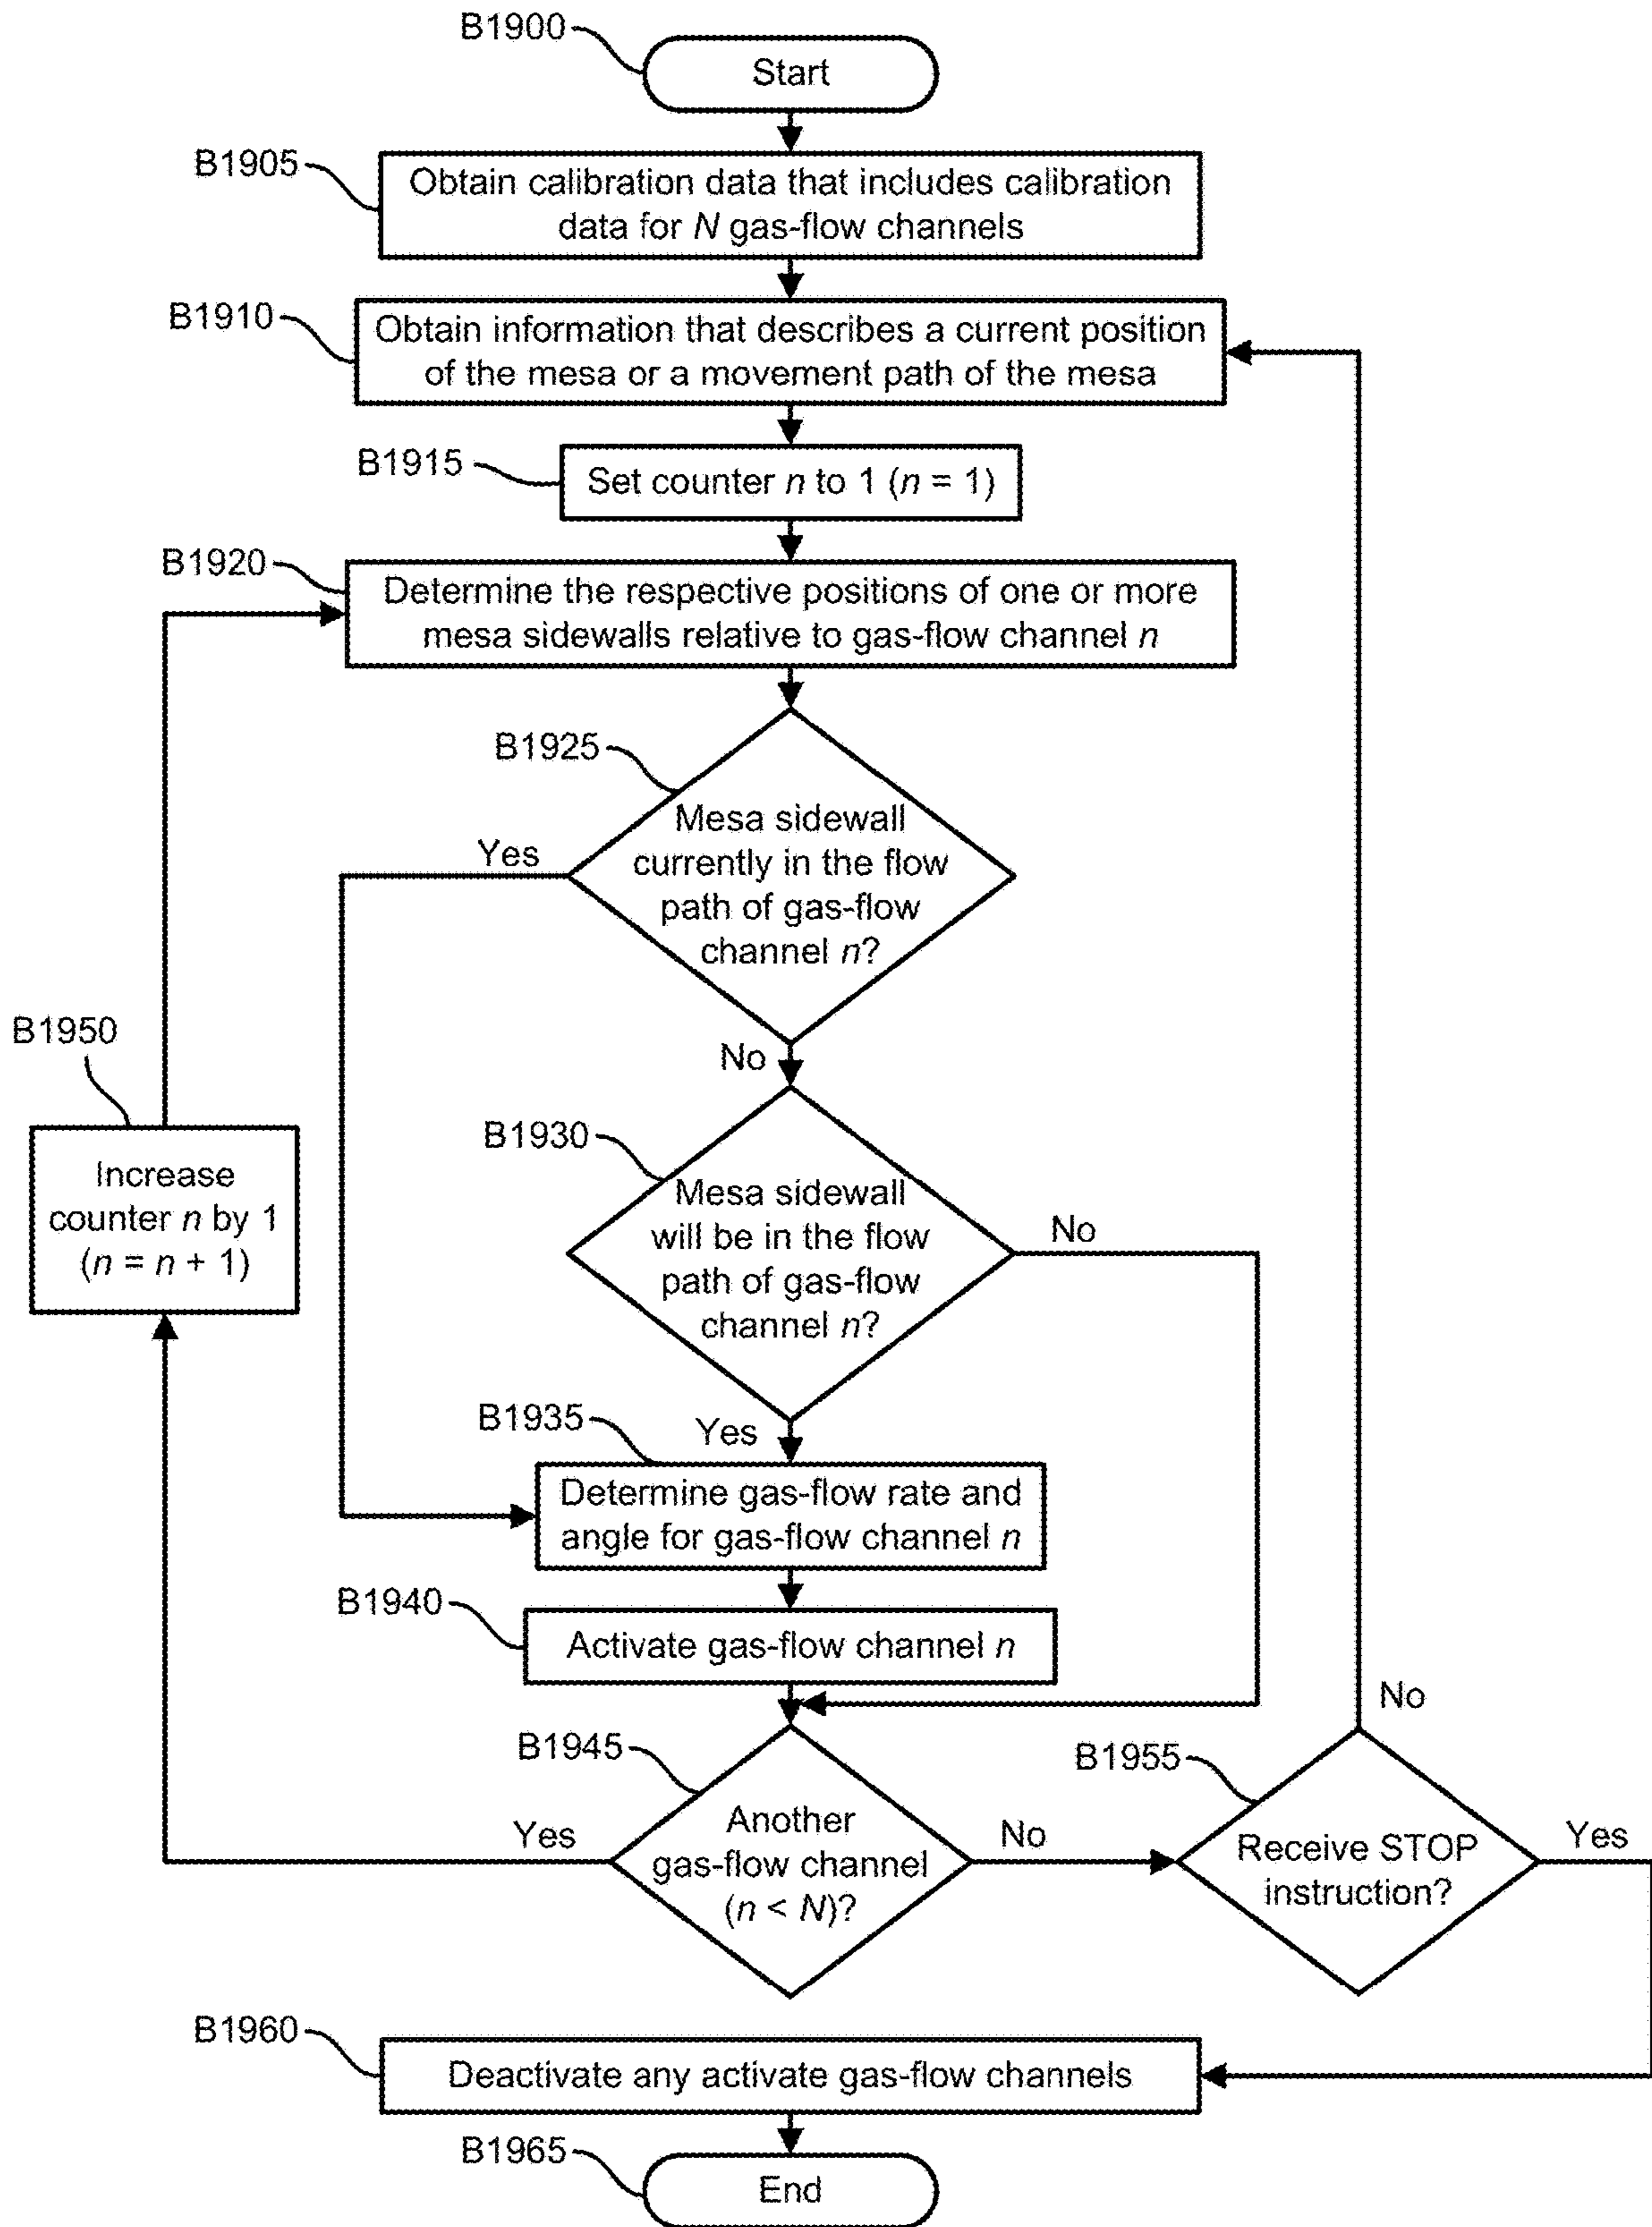 B1900
Start
B1905
Obtain calibration data that includes calibration
data for N gas-flow channels
B1910
Obtain information that describes a current position
of the mesa or a movement path of the mesa
B1915
Set counter n to 1 (n = 1)
B1920
Determine the respective positions of one or more
mesa sidewalls relative to gas-flow channel n
B1925
Mesa sidewall
currently in the flow
path of gas-flow
channel n?
Yes
No
B1930
Mesa sidewall
will be in the flow
path of gas-flow
channel n?
No
Yes
B1935
Determine gas-flow rate and
angle for gas-flow channel n
B1940
Activate gas-flow channel n
B1945
Another
gas-flow channel
(n < N)?
Yes
No
B1950
Increase
counter n by 1
(n = n + 1)
B1955
Receive STOP
instruction?
No
Yes
B1960
Deactivate any activate gas-flow channels
B1965
End